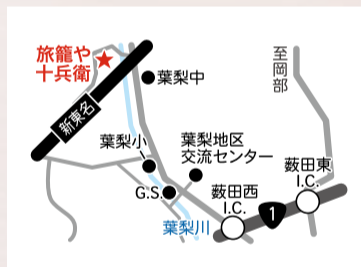 旅籠や
十兵衛
新東名
葉梨中
至岡部
葉梨小
葉梨地区
交流センター
G.S.
薮田西
I.C.
薮田東
I.C.
1
葉梨川